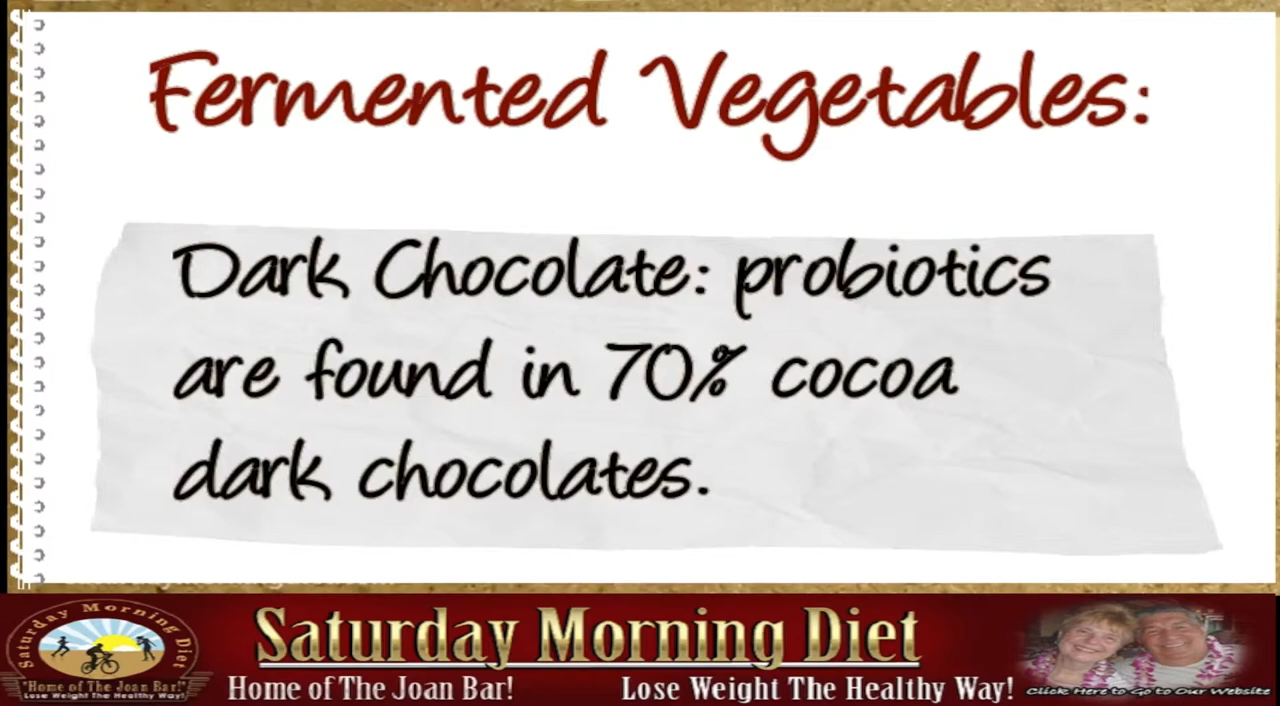 Fermented Vegetables:
Dark Chocolate: probiotics
are found in 70% cocoa
dark chocolates.
Saturday Morning Diet
"Home of The Joan Bar!"
Lose Weight The Healthy Way!
Saturday Morning Diet
Home of The Joan Bar! Lose Weight The Healthy Way!
Click Here to Go to Our Website